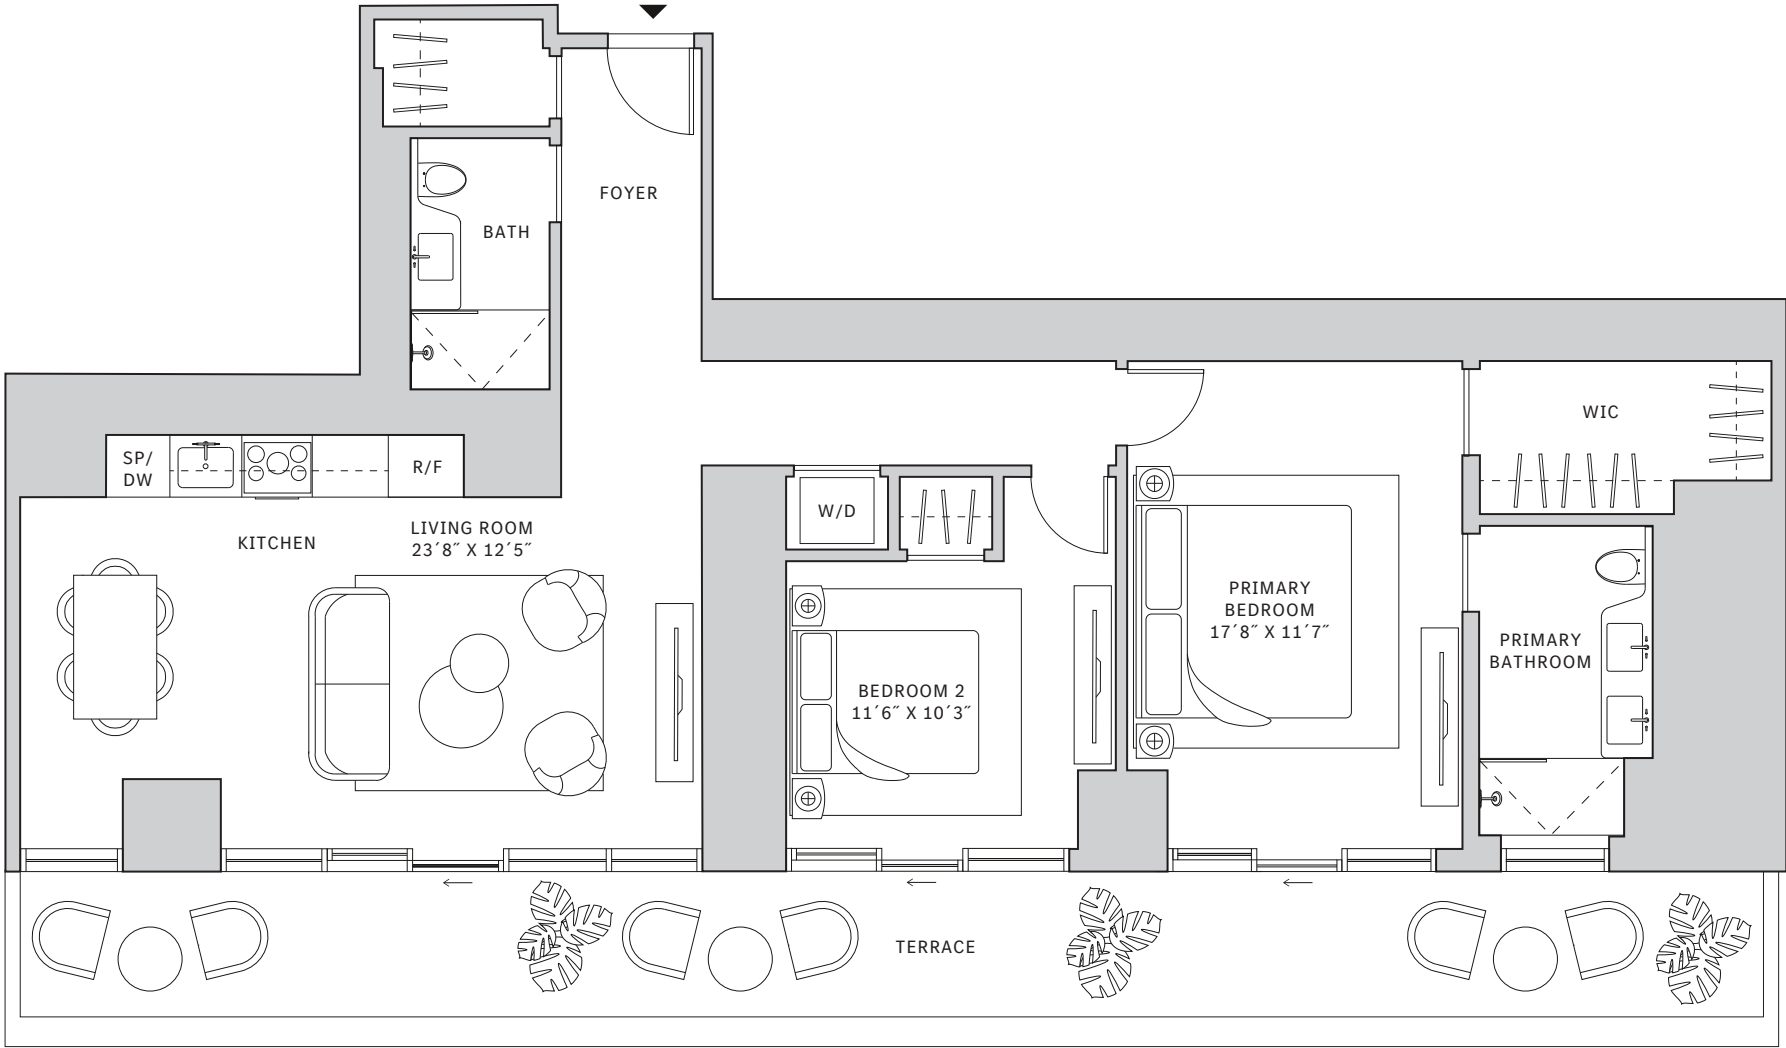 FOYER
BATH
WIC
SP/
DW
R/F
W/D
KITCHEN
LIVING ROOM
23´8˝ X 12´5˝
PRIMARY
BEDROOM
17´8˝ X 11´7˝
PRIMARY
BATHROOM
BEDROOM 2
11´6˝ X 10´3˝
TERRACE